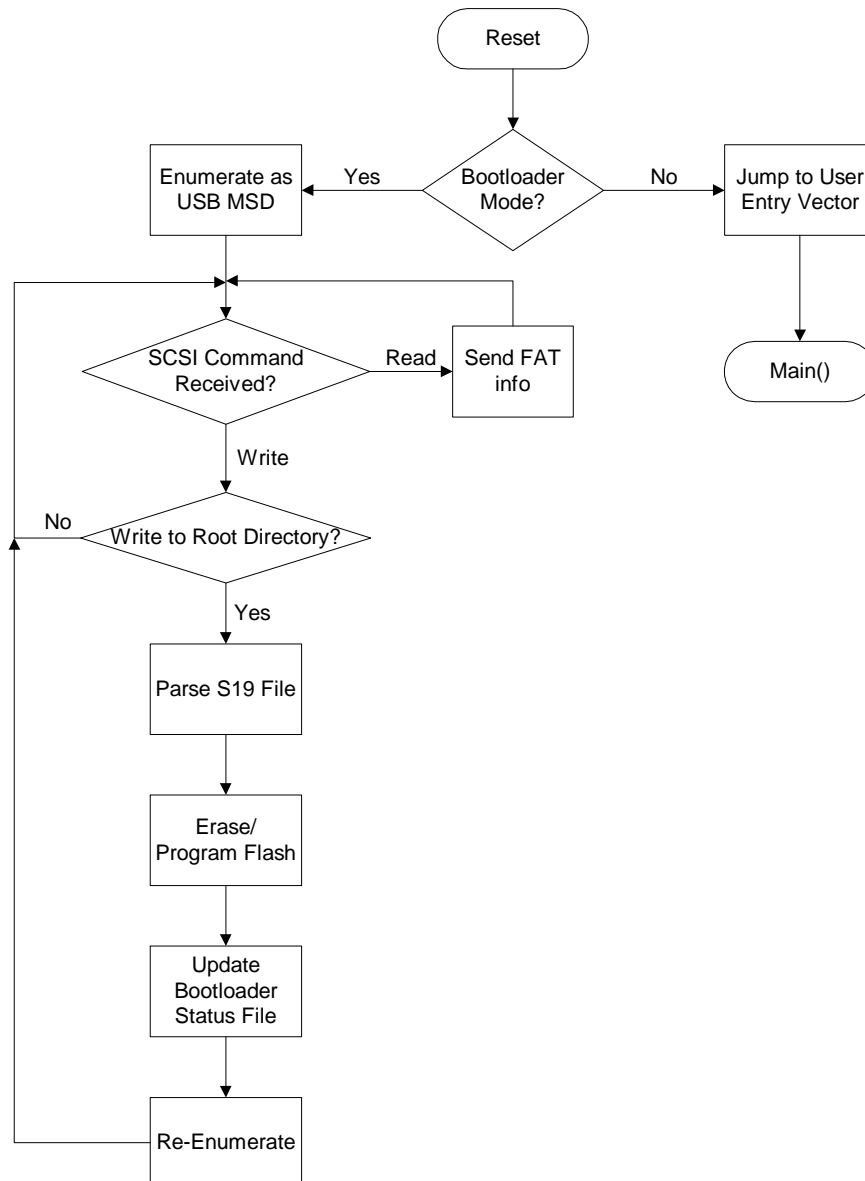 Reset
Enumerate as
USB MSD
Yes
Bootloader
Mode?
No
Jump to User
Entry Vector
SCSI Command
Received?
Read
Send FAT
info
Main()
Write
No
Write to Root Directory?
Yes
Parse S19 File
Erase/
Program Flash
Update
Bootloader
Status File
Re-Enumerate